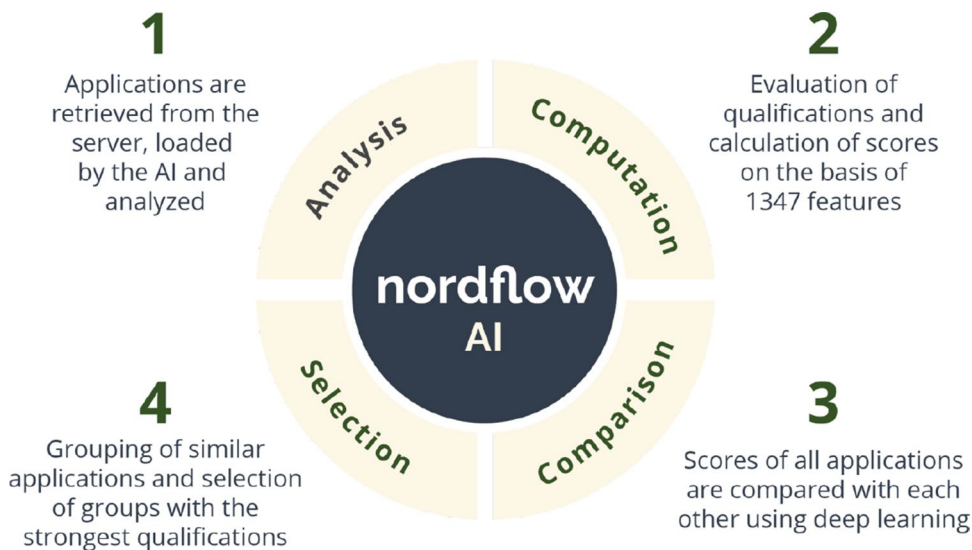 1
Applications are
retrieved from the
server, loaded
by the AI and
analyzed
Analysis
2
Evaluation of
qualifications and
calculation of scores
on the basis of
1347 features
Computation
nordflow
AI
3
Scores of all applications
are compared with each
other using deep learning
Comparison
4
Grouping of similar
applications and selection
of groups with the
strongest qualifications
Selection